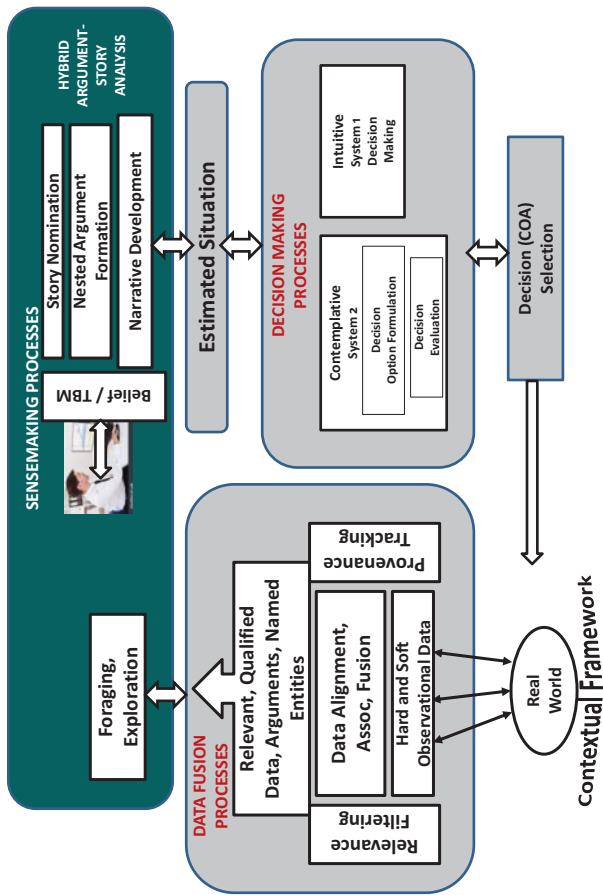 SENSEMAKING PROCESSES
Foraging,
Exploration
Belief / TBM
Story Nomination
Nested Argument
Formation
Narrative Development
HYBRID
ARGUMENT-
STORY
ANALYSIS
DATA FUSION
PROCESSES
Relevant, Qualified
Data, Arguments, Named
Entities
Relevance
Filtering
Data Alignment,
Assoc, Fusion
Hard and Soft
Observational Data
Provenance
Tracking
Estimated Situation
DECISION MAKING
PROCESSES
Contemplative
System 2
Decision
Option Formulation
Decision
Evaluation
Intuitive
System 1
Decision
Making
Decision (COA)
Selection
Real
World
Contextual Framework